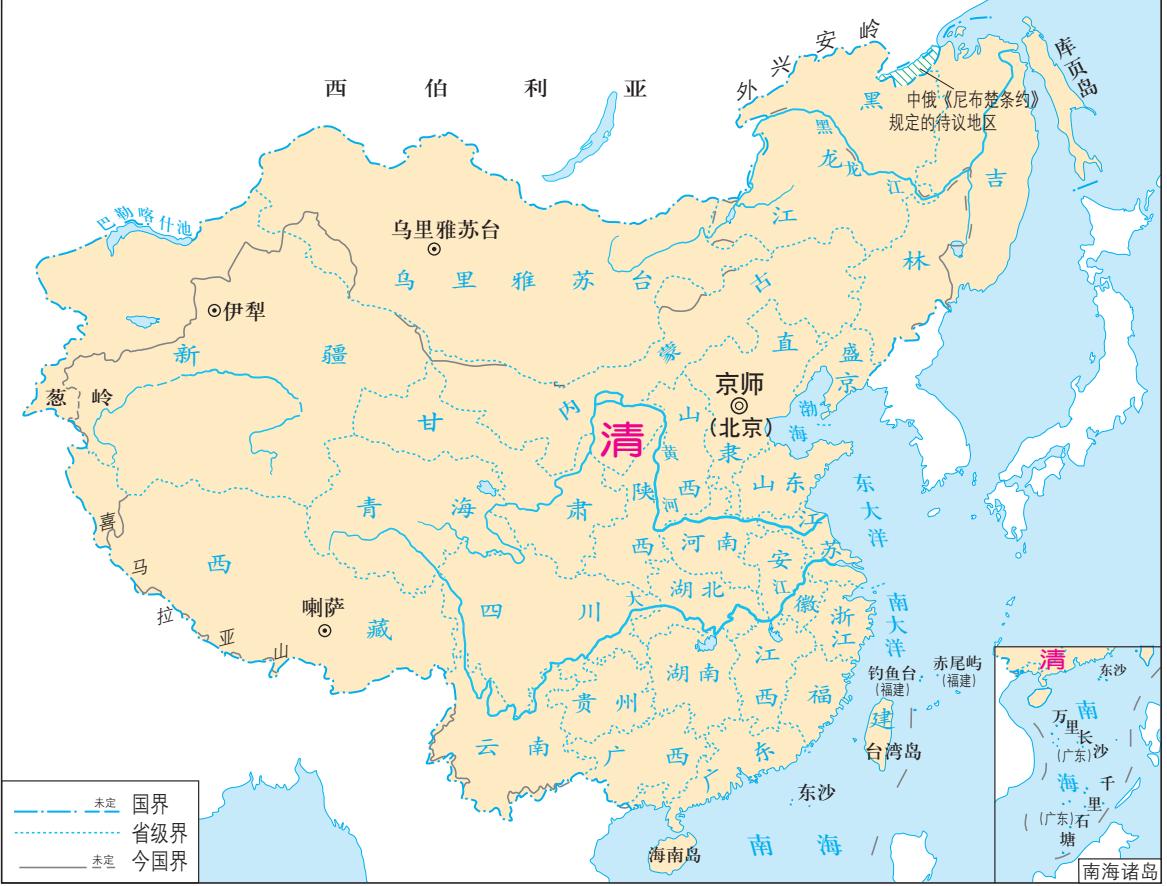 西伯利亚
外兴安岭
库页岛
中俄《尼布楚条约》
规定的待议地区
黑龙江
黑龙江
吉林
巴勒喀什池
乌里雅苏台
乌里雅苏台
伊犁
新疆
葱岭
内蒙古
直隶
盛京
京师
(北京)
渤海
清
甘肃
山西
黄河
山东
青海
陕西
河南
江苏
安徽
东大洋
喜马拉亚山
西藏
喇萨
四川
大江
湖北
浙江
南大洋
湖南
江西
贵州
福建
钓鱼台
(福建)
赤尾屿
(福建)
台湾岛
云南
广西
广东
东沙
海南岛
南海
清
东沙
南海
万里长沙
(广东)
千里石塘
(广东)
南海诸岛
未定
国界
省级界
未定
今国界